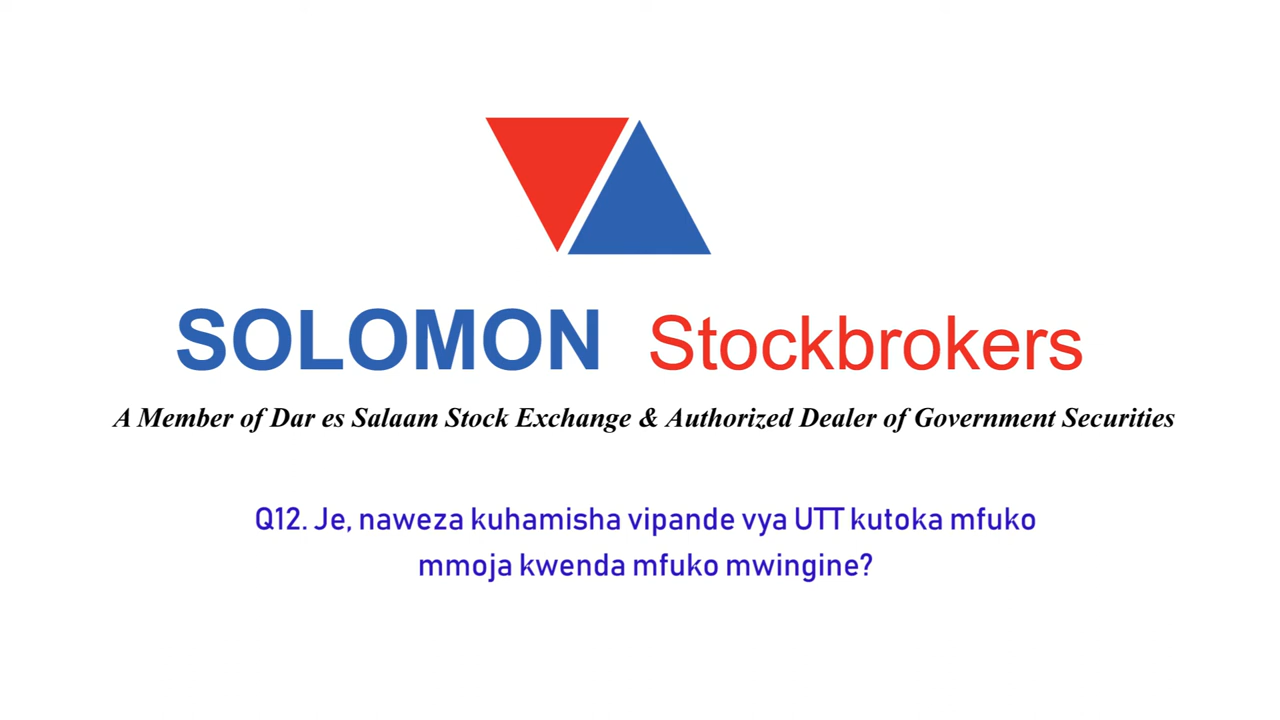 SOLOMON Stockbrokers
A Member of Dar es Salaam Stock Exchange & Authorized Dealer of Government Securities
Q12. Je, naweza kuhamisha vipande vya UTT kutoka mfuko
mmoja kwenda mfuko mwingine?